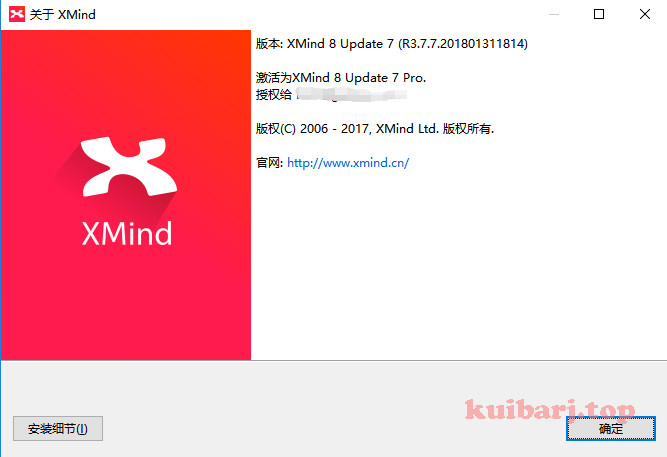 关于 XMind
版本: XMind 8 Update 7 (R3.7.7.201801311814)
激活为XMind 8 Update 7 Pro.
授权给
版权(C) 2006 - 2017, XMind Ltd. 版权所有.
官网: http://www.xmind.cn/
XMind
kuibarj.top
安装细节(I)
确定